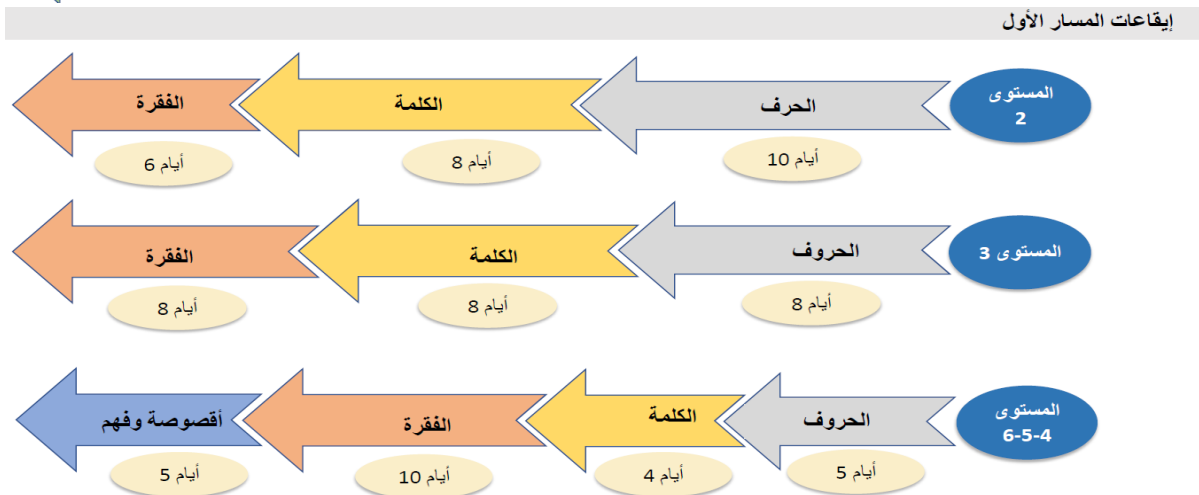 إيقاعات المسار الأول
المستوى
2
الحرف
الكلمة
الفقرة
10 أيام
8 أيام
6 أيام
المستوى 3
الحروف
الكلمة
الفقرة
8 أيام
8 أيام
8 أيام
المستوى
6-5-4
الحروف
الكلمة
الفقرة
أقصوصة وفهم
5 أيام
4 أيام
10 أيام
5 أيام